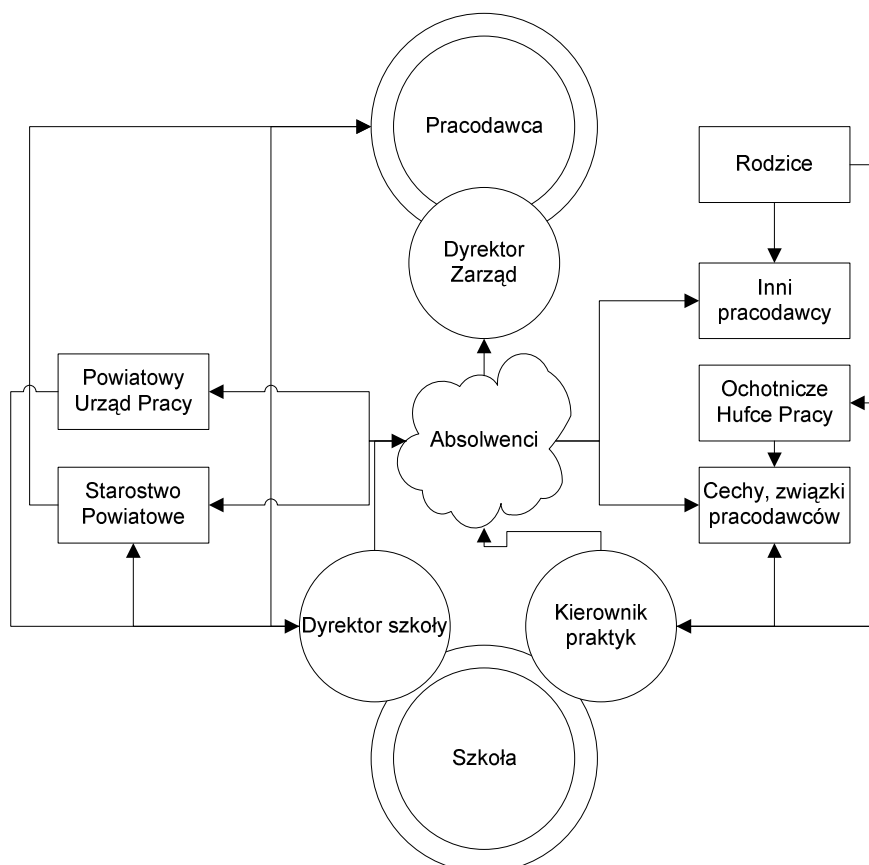 Pracodawca
Rodzice
Dyrektor
Zarząd
Inni
pracodawcy
Powiatowy
Urząd Pracy
Ochotnicze
Hufce Pracy
Absolwenci
Starostwo
Powiatowe
Cechy, związki
pracodawców
Dyrektor szkoły
Kierownik
praktyk
Szkoła